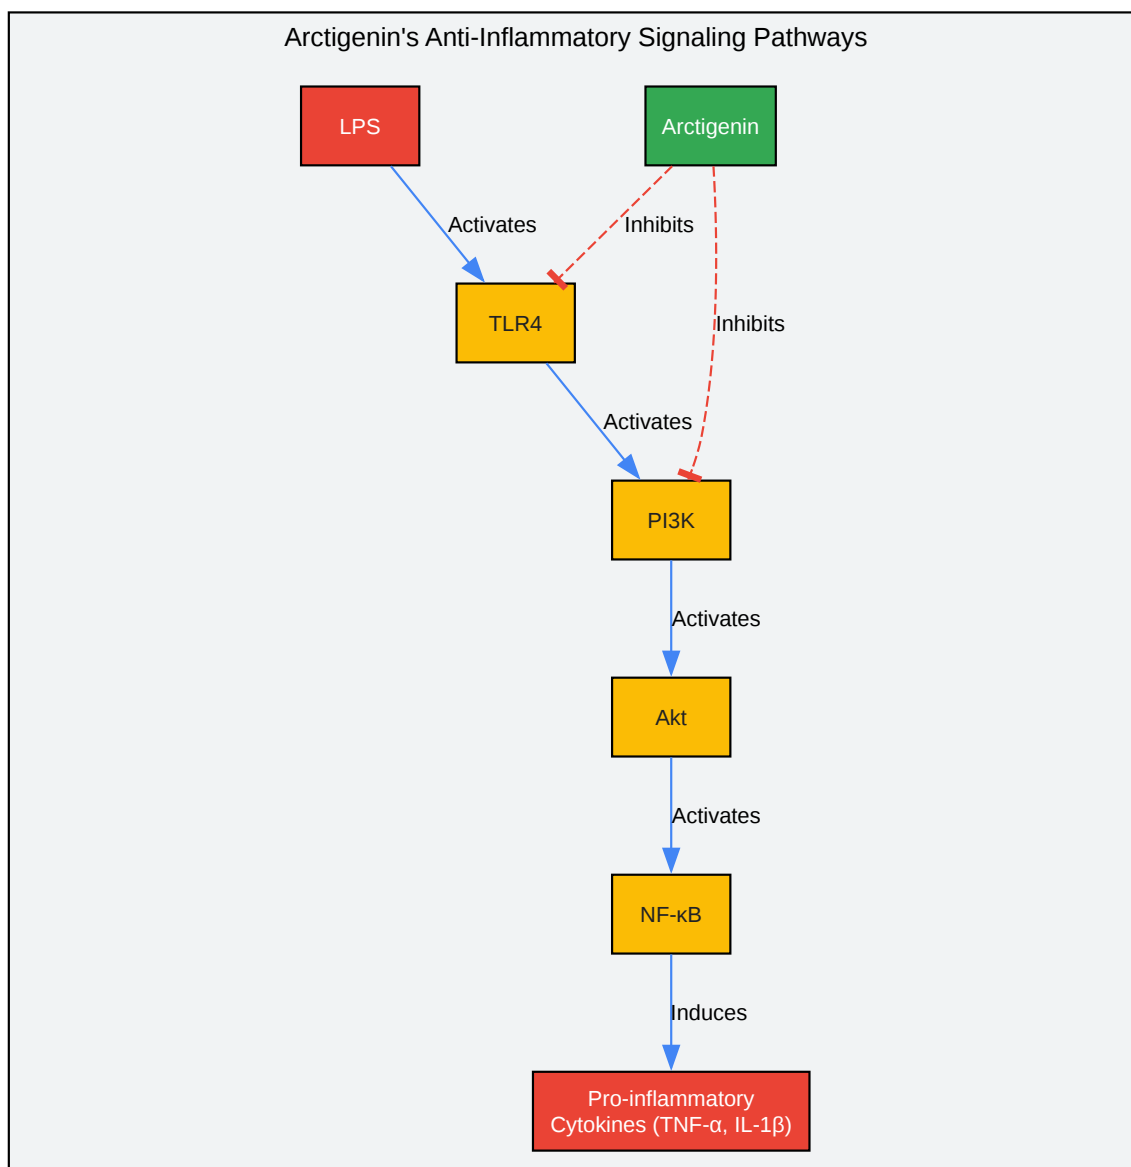 Arctigenin's Anti-Inflammatory Signaling Pathways
LPS
Arctigenin
Activates
Inhibits
TLR4
Inhibits
Activates
PI3K
Activates
Akt
Activates
NF-κB
Induces
Pro-inflammatory
Cytokines (TNF-α, IL-1β)